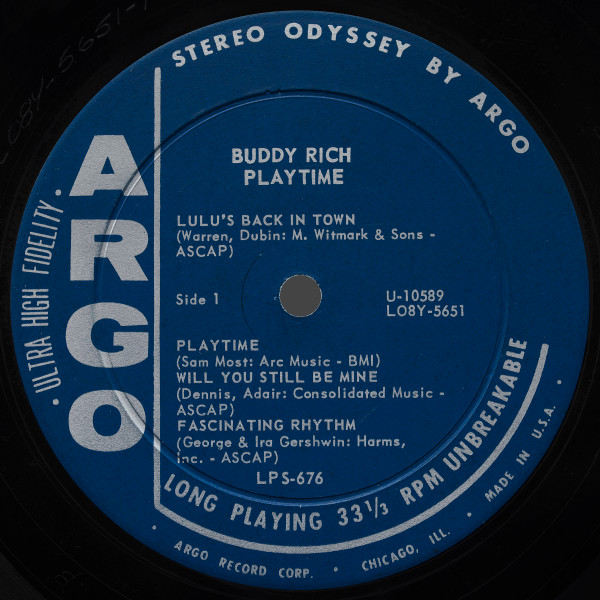 STEREO ODYSSEY BY ARGO
ARGO
· ULTRA HIGH FIDELITY ·
BUDDY RICH
PLAYTIME
LULU'S BACK IN TOWN
(Warren, Dubin: M. Witmark & Sons -
ASCAP)
Side 1
U-10589
LO8Y-5651
PLAYTIME
(Sam Most: Arc Music - BMI)
WILL YOU STILL BE MINE
(Dennis, Adair: Consolidated Music -
ASCAP)
FASCINATING RHYTHM
(George & Ira Gershwin: Harms,
Inc. - ASCAP)
LPS-676
LONG PLAYING 33⅓ RPM UNBREAKABLE
· ARGO RECORD CORP. · CHICAGO, ILL. · MADE IN U.S.A. ·